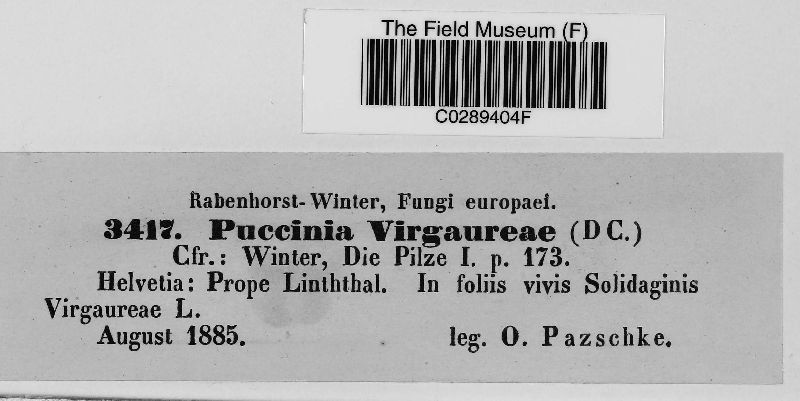 The Field Museum (F)
C0289404F
Rabenhorst-Winter, Fungi europaei.
3417. Puccinia Virgaureae (DC.)
Cfr.: Winter, Die Pilze I. p. 173.
Helvetia: Prope Linththal. In foliis vivis Solidaginis
Virgaureae L.
August 1885. leg. O. Pazschke.